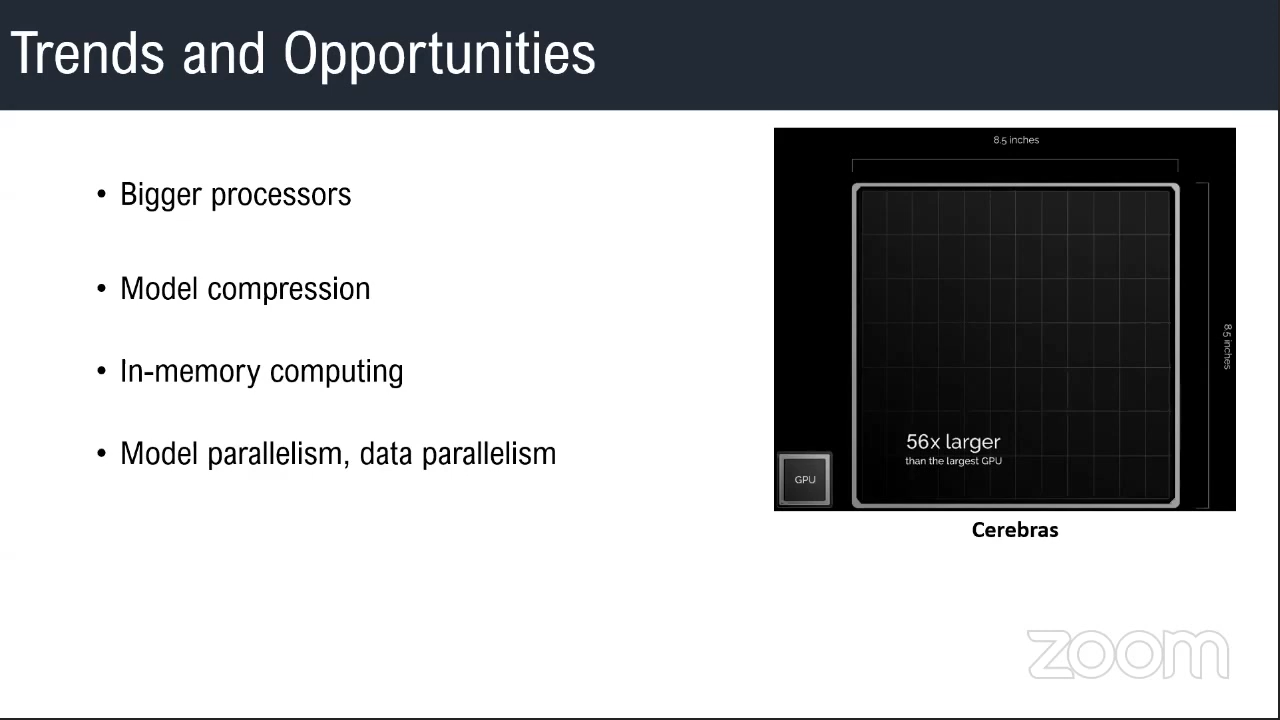 Trends and Opportunities
• Bigger processors
• Model compression
• In-memory computing
• Model parallelism, data parallelism
8.5 inches
8.5 inches
56x larger
than the largest GPU
GPU
Cerebras
zoom